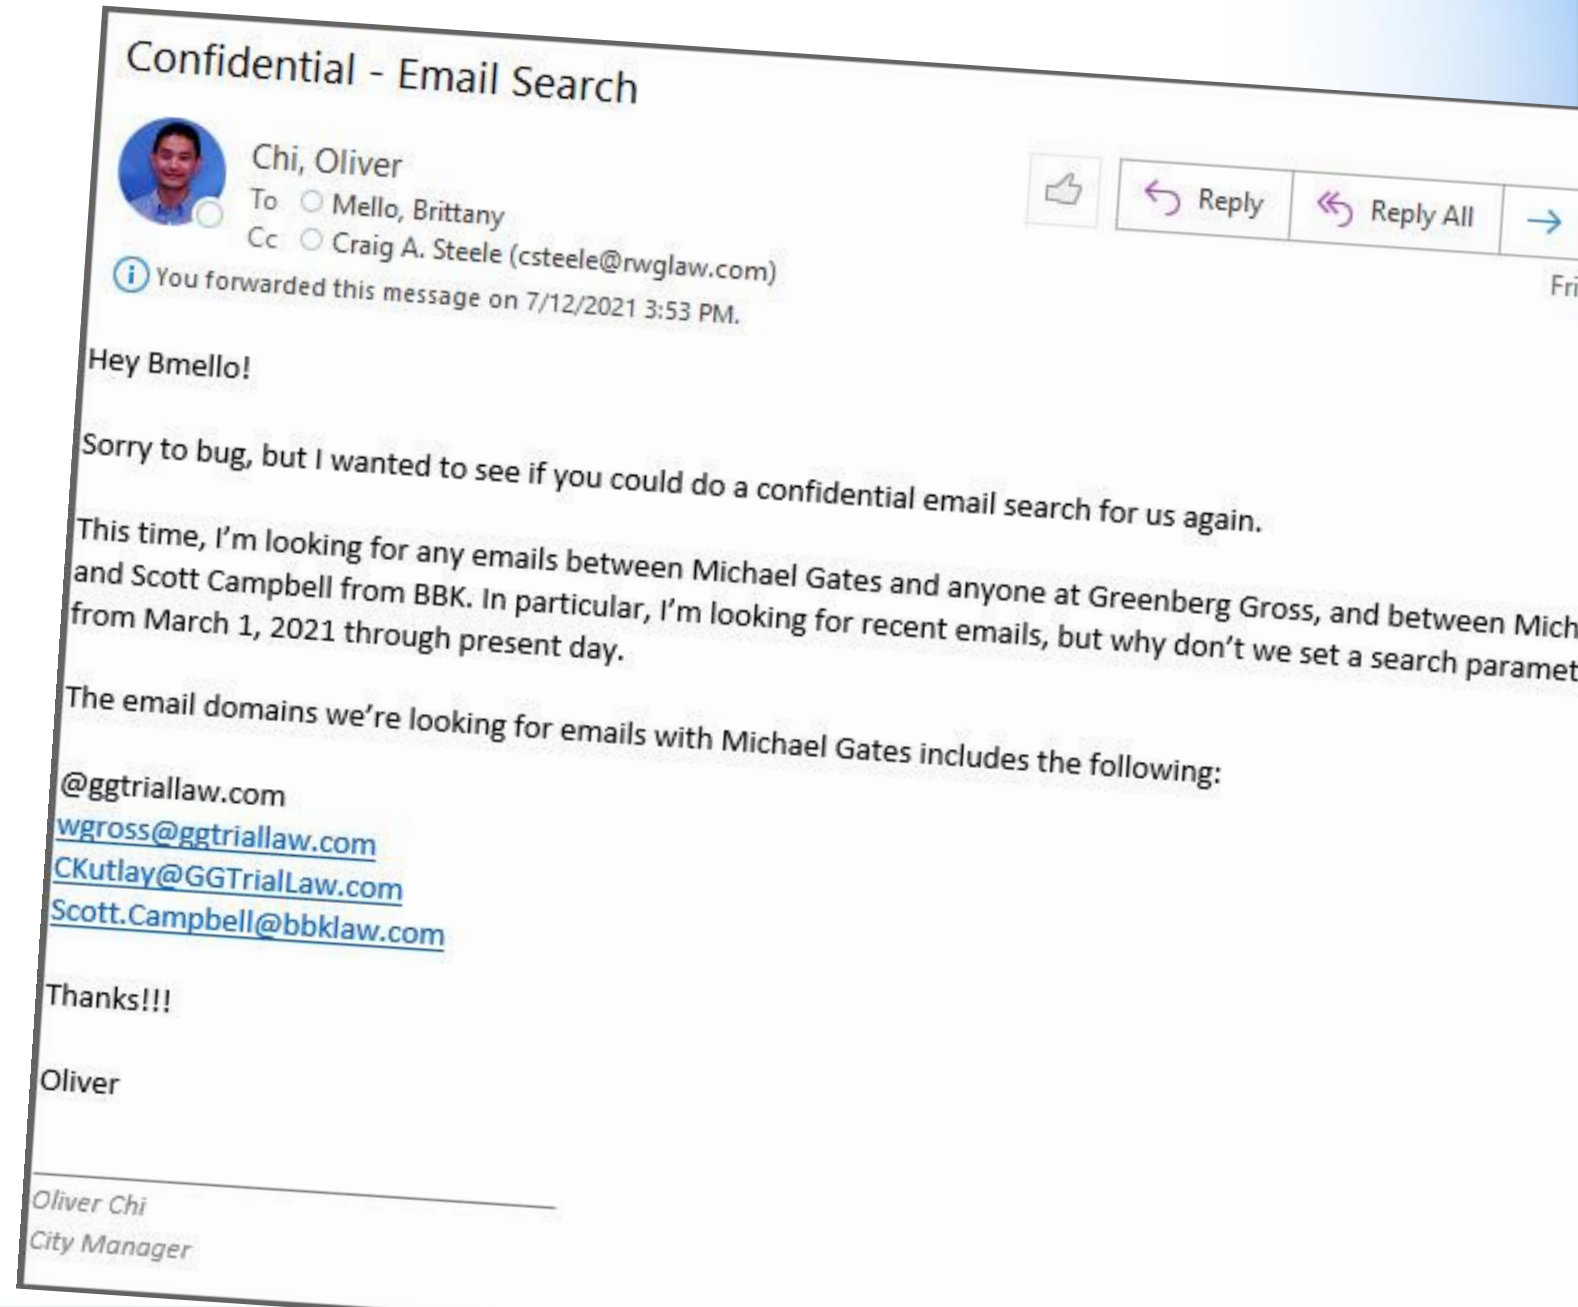 Confidential - Email Search
Chi, Oliver
To Mello, Brittany
Cc Craig A. Steele (csteele@rwglaw.com)
Reply
Reply All
Fri
i You forwarded this message on 7/12/2021 3:53 PM.
Hey Bmello!
Sorry to bug, but I wanted to see if you could do a confidential email search for us again.
This time, I'm looking for any emails between Michael Gates and anyone at Greenberg Gross, and between Mich
and Scott Campbell from BBK. In particular, I'm looking for recent emails, but why don't we set a search paramet
from March 1, 2021 through present day.
The email domains we're looking for emails with Michael Gates includes the following:
@ggtriallaw.com
wgross@ggtriallaw.com
CKutlay@GGTrialLaw.com
Scott.Campbell@bbklaw.com
Thanks!!!
Oliver
Oliver Chi
City Manager